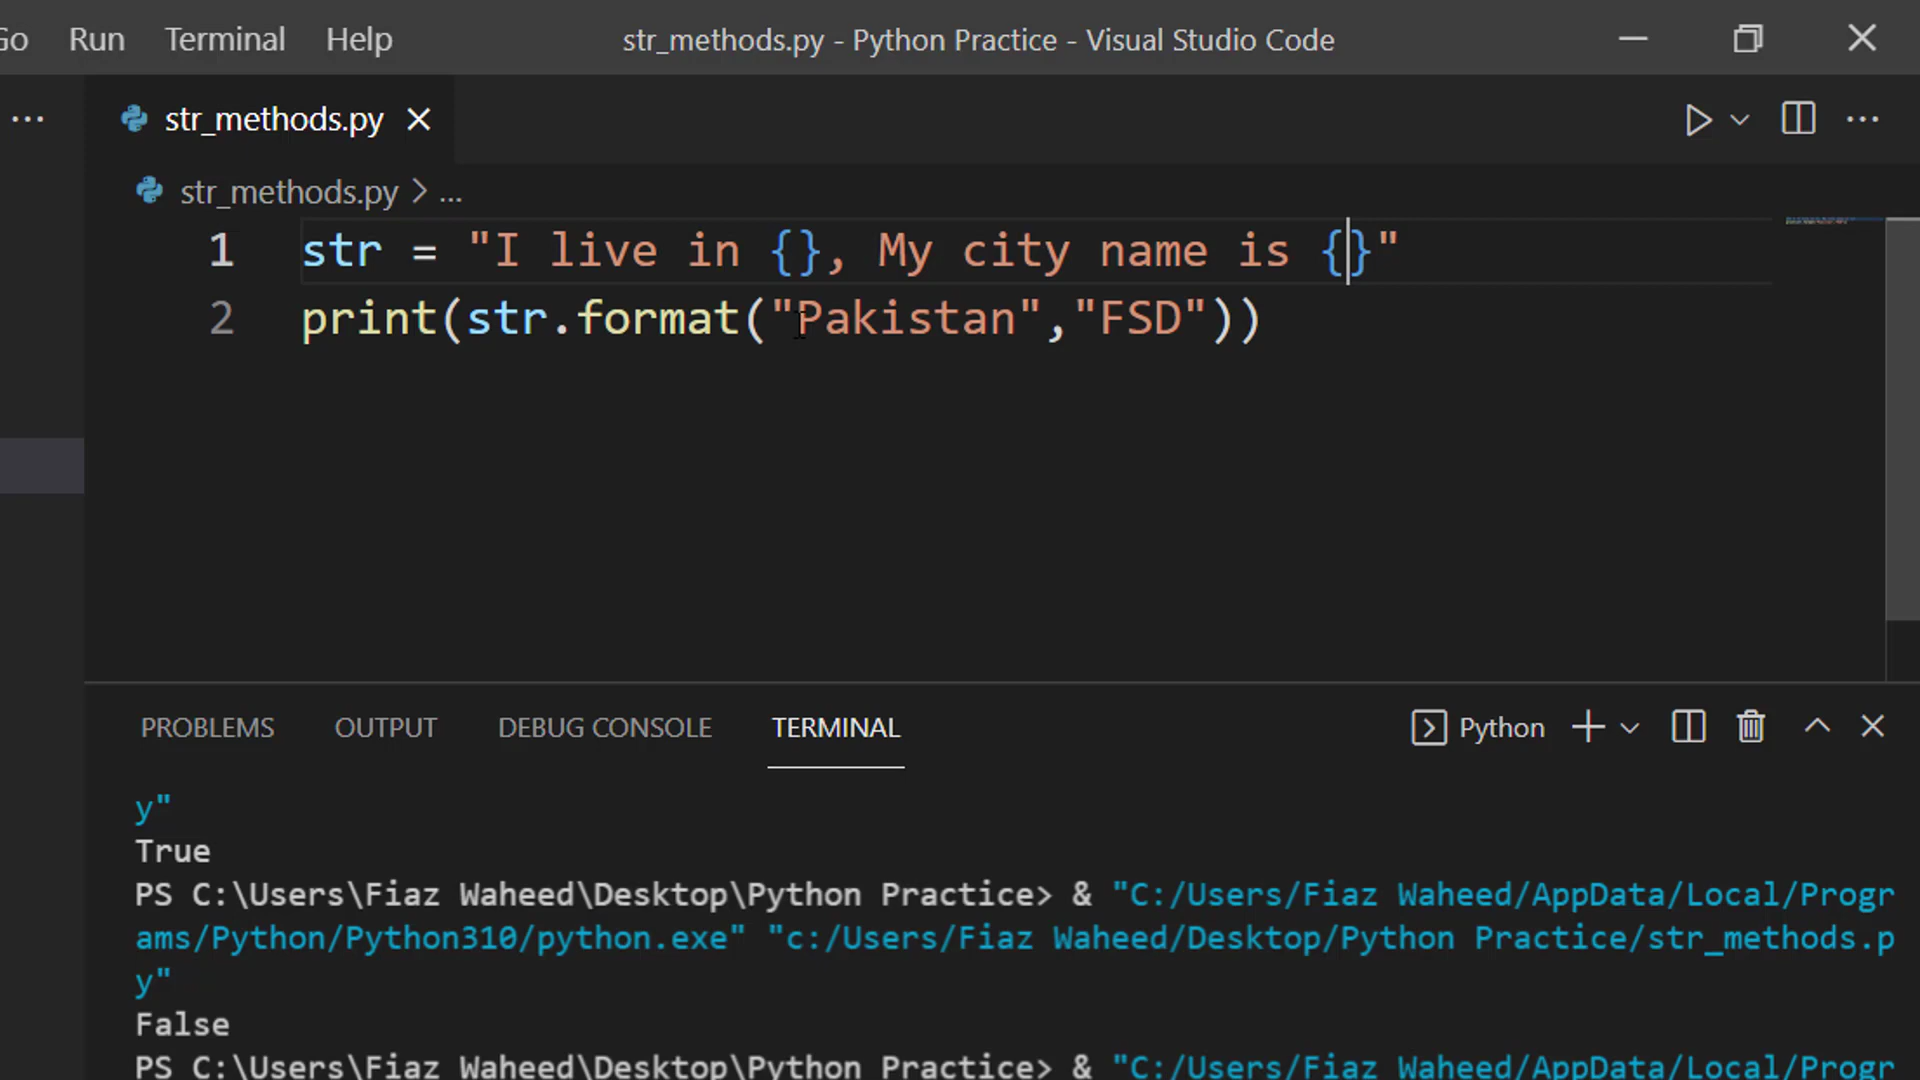 Go Run Terminal Help str_methods.py - Python Practice - Visual Studio Code
... str_methods.py
str_methods.py > ...
1 str = "I live in {}, My city name is {}"
2 print(str.format("Pakistan","FSD"))
PROBLEMS OUTPUT DEBUG CONSOLE TERMINAL Python
y"
True
PS C:\Users\Fiaz Waheed\Desktop\Python Practice> & "C:/Users/Fiaz Waheed/AppData/Local/Progr
ams/Python/Python310/python.exe" "c:/Users/Fiaz Waheed/Desktop/Python Practice/str_methods.p
y"
False
PS C:\Users\Fiaz Waheed\Desktop\Python Practice> & "C:/Users/Fiaz Waheed/AppData/Local/Progr